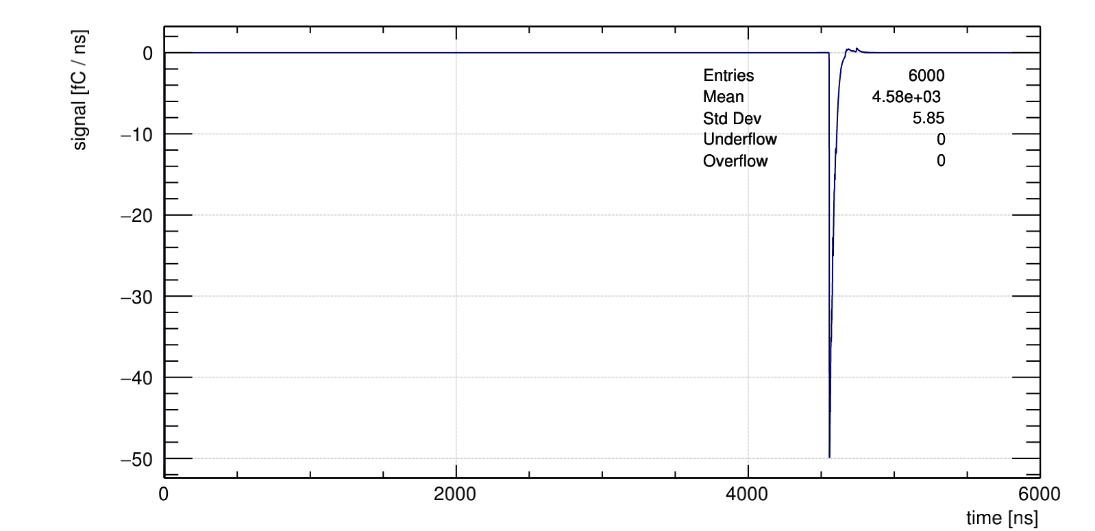 signal [fC / ns]
0
−10
−20
−30
−40
−50
Entries 6000
Mean 4.58e+03
Std Dev 5.85
Underflow 0
Overflow 0
0 2000 4000 6000
time [ns]